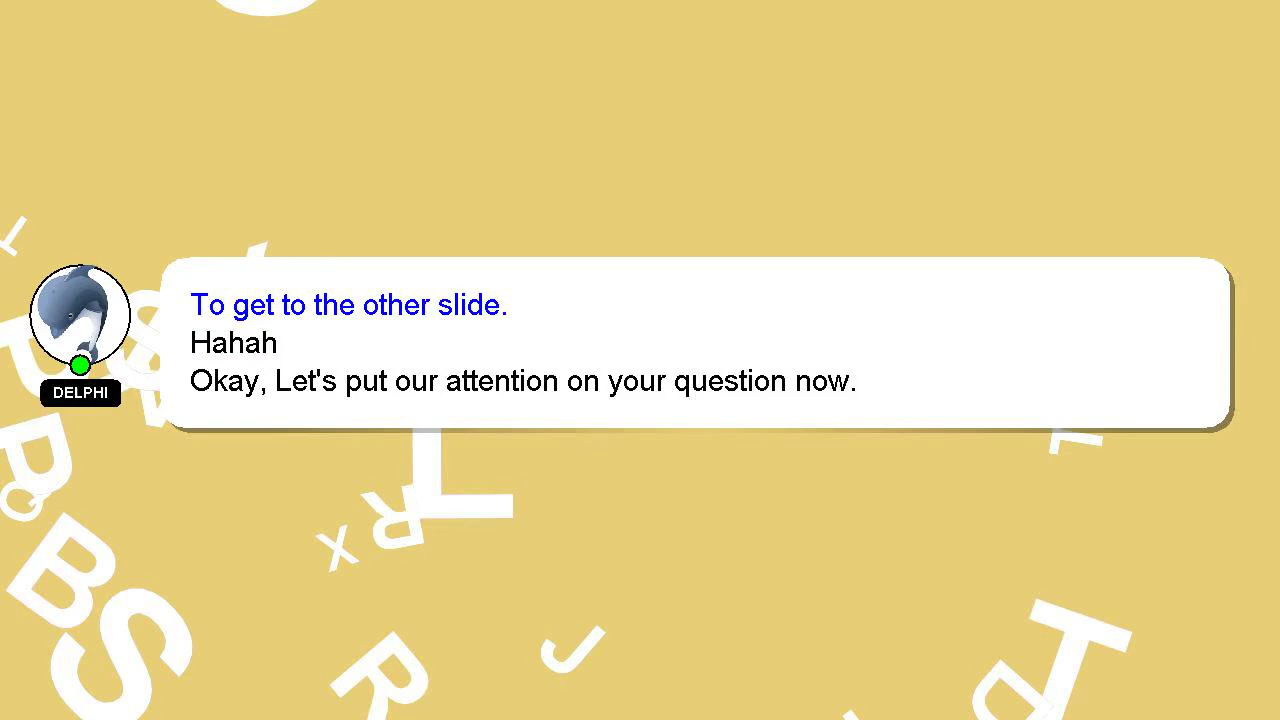 To get to the other slide.
Hahah
Okay, Let's put our attention on your question now.
DELPHI
T
S
B
B
Q
B
S
L
R
X
R
J
L
H
D